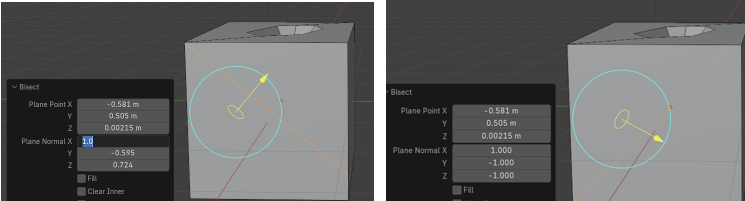 Bisect
Plane Point X -0.581 m
Y 0.505 m
Z 0.00215 m
Plane Normal X 1.0
Y -0.595
Z 0.724
Fill
Clear Inner
Bisect
Plane Point X -0.581 m
Y 0.505 m
Z 0.00215 m
Plane Normal X 1.000
Y -1.000
Z -1.000
Fill